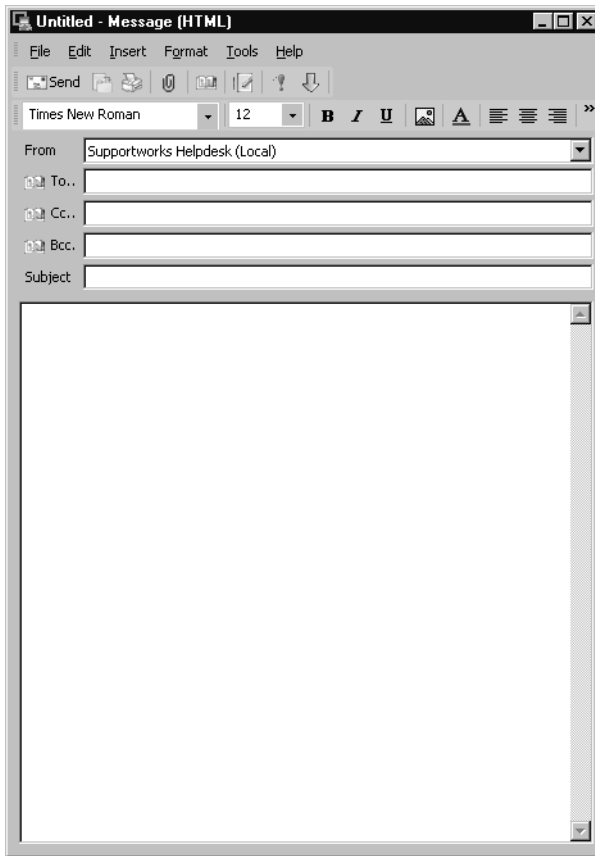 Untitled - Message (HTML)
File Edit Insert Format Tools Help
Send
Times New Roman 12 B I U A »
From Supportworks Helpdesk (Local)
To..
Cc..
Bcc.
Subject